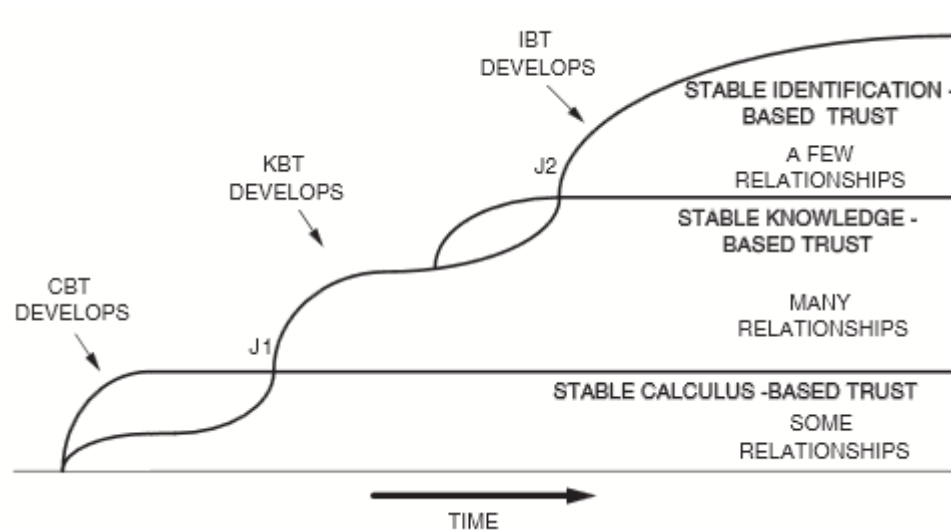 IBT
DEVELOPS
STABLE IDENTIFICATION -
BASED TRUST
A FEW
RELATIONSHIPS
J2
KBT
DEVELOPS
STABLE KNOWLEDGE -
BASED TRUST
CBT
DEVELOPS
MANY
RELATIONSHIPS
J1
STABLE CALCULUS -BASED TRUST
SOME
RELATIONSHIPS
TIME